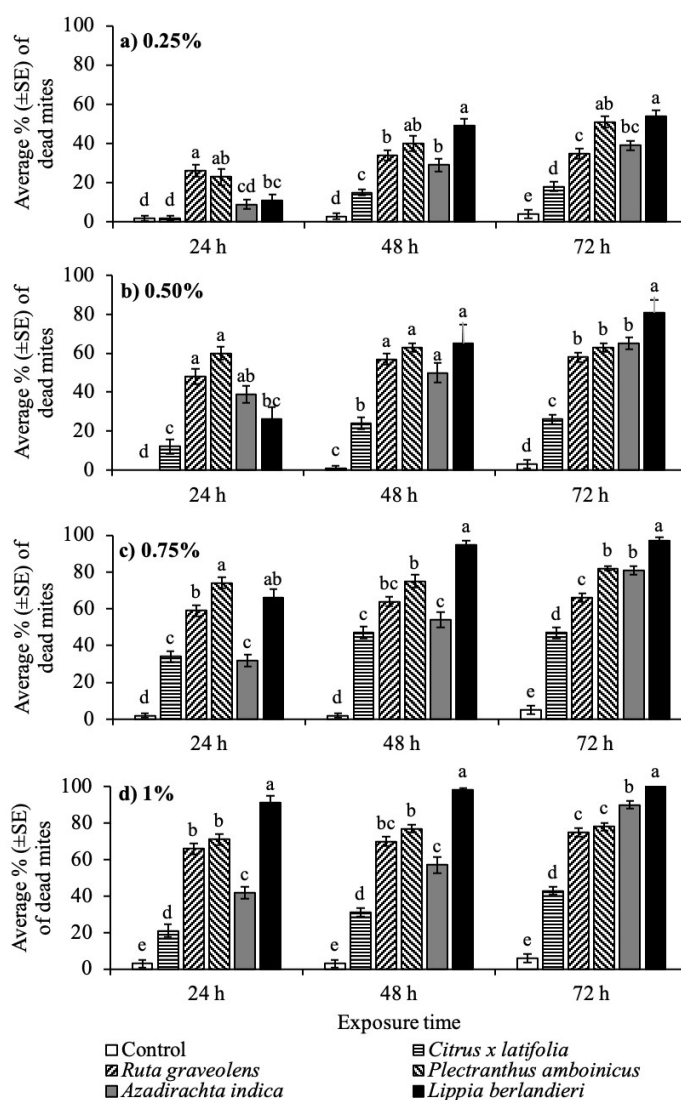 a) 0.25%
Average % (±SE) of
dead mites
100
80
60
40
20
0
d d a ab cd bc
d c b ab b a
e d c ab bc a
24 h 48 h 72 h
b) 0.50%
Average % (±SE) of
dead mites
100
80
60
40
20
0
d c a a ab bc
c b a a a a
d c b b b a
24 h 48 h 72 h
c) 0.75%
Average % (±SE) of
dead mites
100
80
60
40
20
0
d c b a c ab
d c bc b c a
e d c b b a
24 h 48 h 72 h
d) 1%
Average % (±SE)
of dead mites
100
80
60
40
20
0
e d b b c a
e d bc b c a
e d c c b a
24 h 48 h 72 h
Exposure time
Control Citrus x latifolia
Ruta graveolens Plectranthus amboinicus
Azadirachta indica Lippia berlandieri